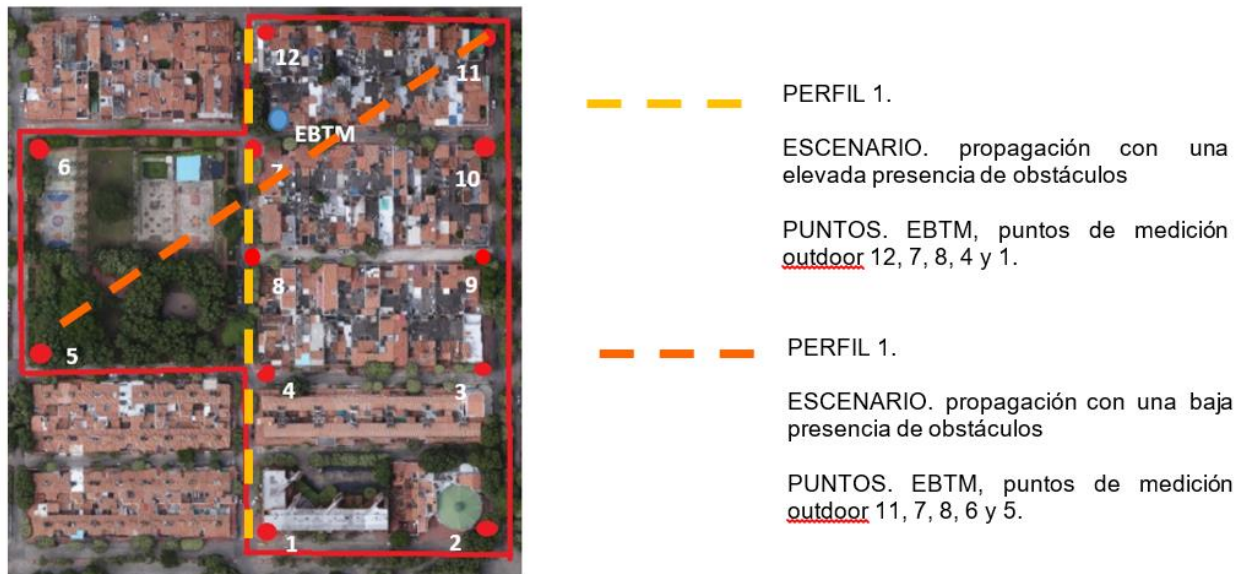 12
11
EBTM
6
7
10
8
9
5
4
3
1
2
PERFIL 1.
ESCENARIO. propagación con una
elevada presencia de obstáculos
PUNTOS. EBTM, puntos de medición
outdoor 12, 7, 8, 4 y 1.
PERFIL 1.
ESCENARIO. propagación con una baja
presencia de obstáculos
PUNTOS. EBTM, puntos de medición
outdoor 11, 7, 8, 6 y 5.